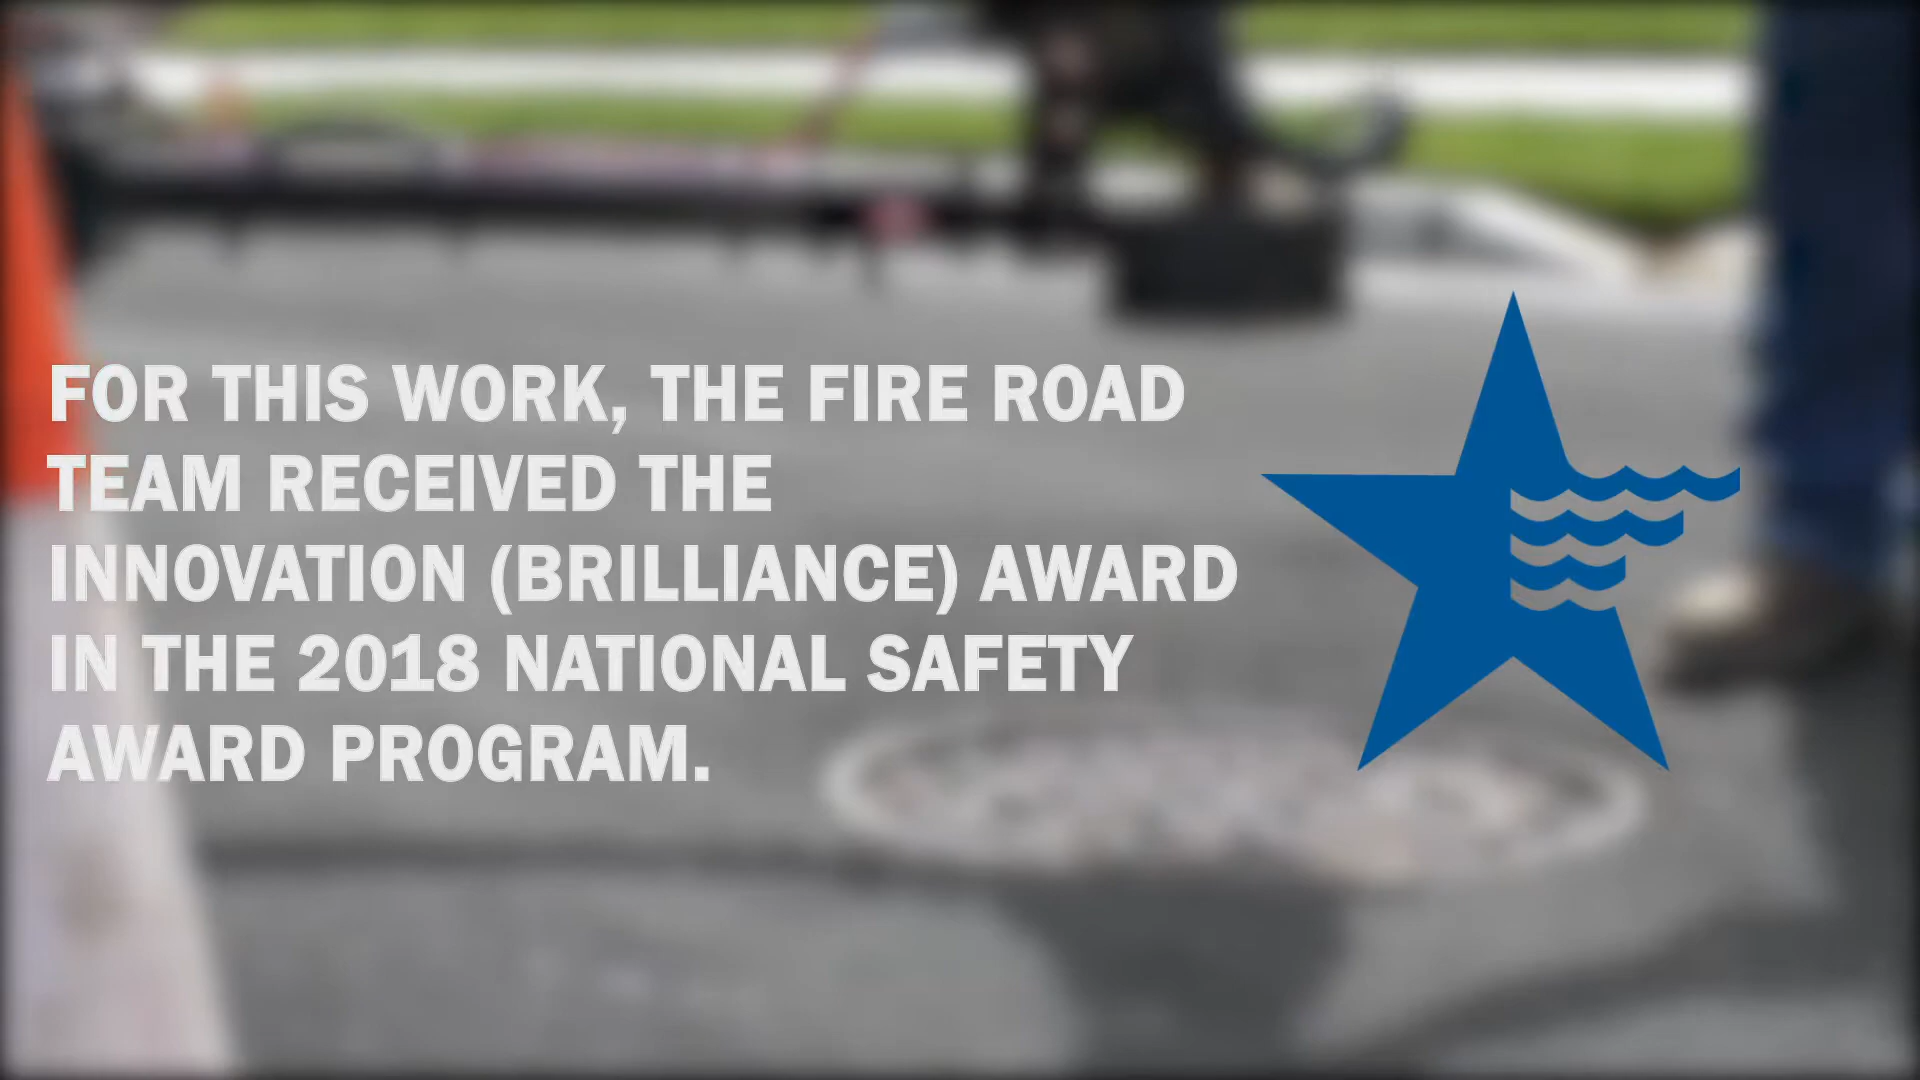 FOR THIS WORK, THE FIRE ROAD
TEAM RECEIVED THE
INNOVATION (BRILLIANCE) AWARD
IN THE 2018 NATIONAL SAFETY
AWARD PROGRAM.